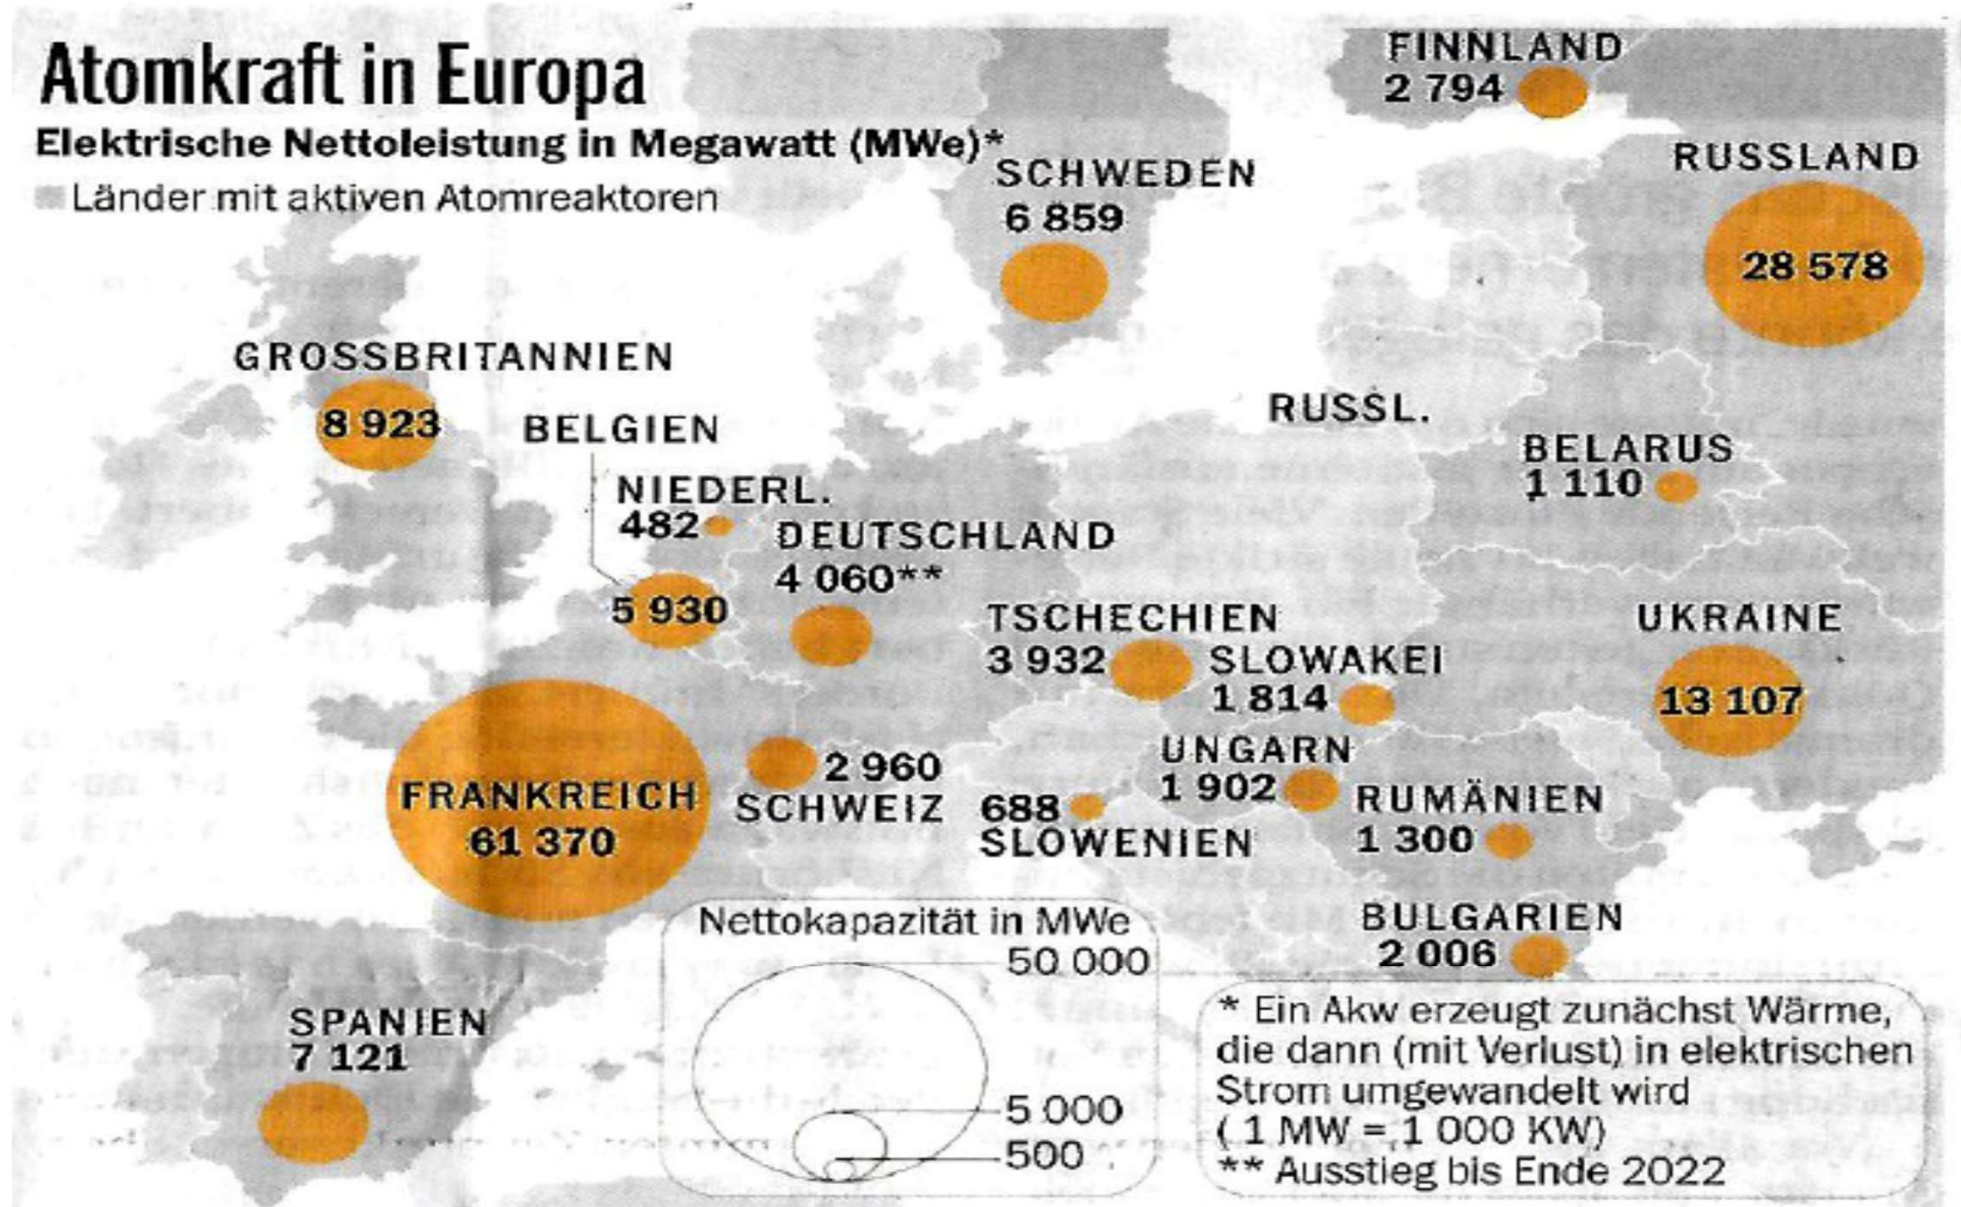 Atomkraft in Europa
Elektrische Nettoleistung in Megawatt (MWe)*
Länder mit aktiven Atomreaktoren
FINNLAND
2 794
SCHWEDEN
6 859
RUSSLAND
28 578
GROSSBRITANNIEN
8 923
BELGIEN
5 930
NIEDERL.
482
DEUTSCHLAND
4 060**
RUSSL.
BELARUS
1 110
TSCHECHIEN
3 932
SLOWAKEI
1 814
UKRAINE
13 107
FRANKREICH
61 370
2 960
SCHWEIZ
UNGARN
1 902
688
SLOWENIEN
RUMÄNIEN
1 300
BULGARIEN
2 006
SPANIEN
7 121
Nettokapazität in MWe
50 000
5 000
500
* Ein Akw erzeugt zunächst Wärme,
die dann (mit Verlust) in elektrischen
Strom umgewandelt wird
( 1 MW = 1 000 KW)
** Ausstieg bis Ende 2022